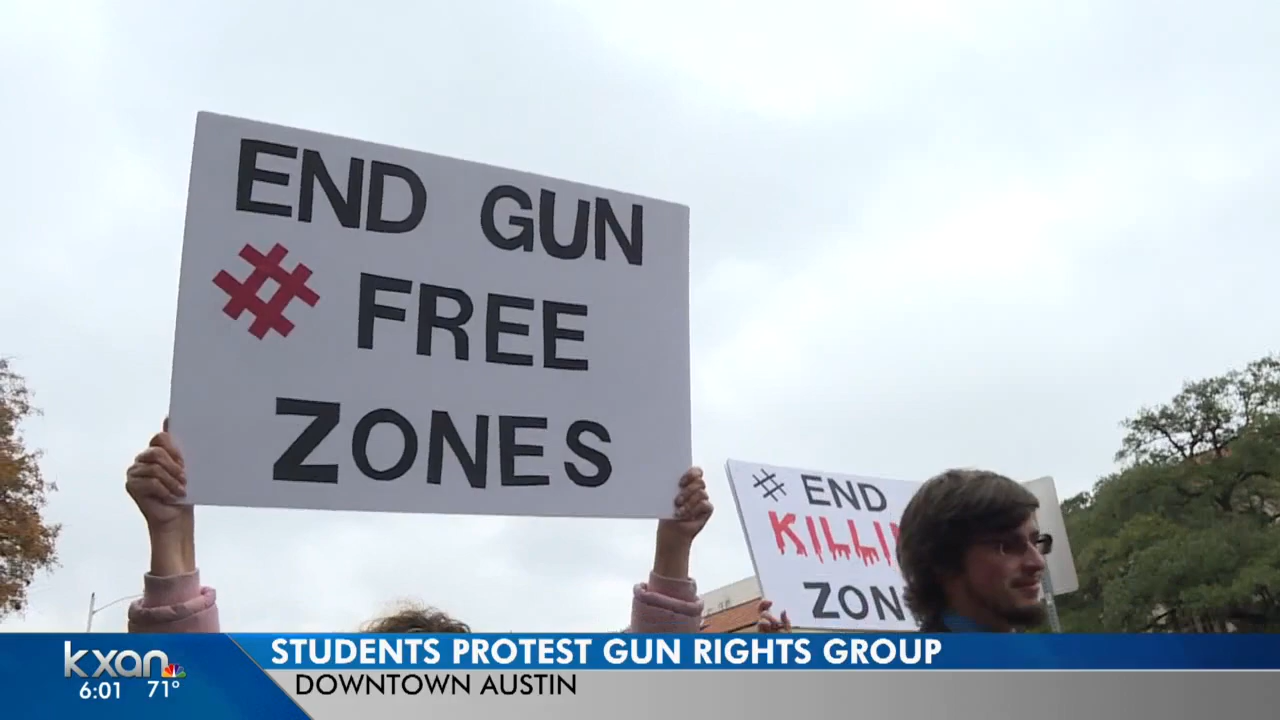 END GUN
# FREE
ZONES
# END
ZON
kxan
6:01 71°
STUDENTS PROTEST GUN RIGHTS GROUP
DOWNTOWN AUSTIN